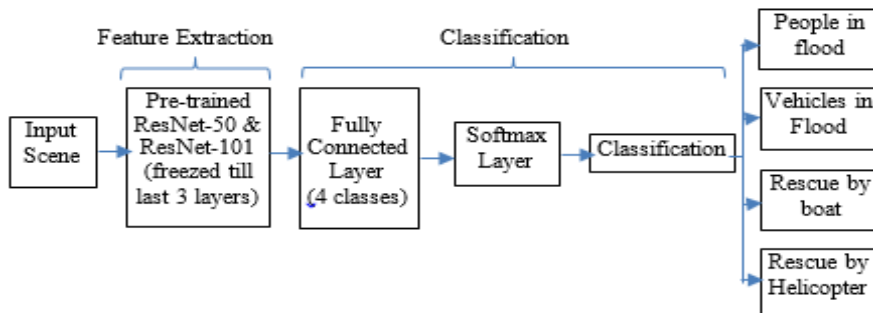 Feature Extraction
Classification
Input
Scene
Pre-trained
ResNet-50 &
ResNet-101
(freezed till
last 3 layers)
Fully
Connected
Layer
(4 classes)
Softmax
Layer
Classification
People in
flood
Vehicles in
Flood
Rescue by
boat
Rescue by
Helicopter